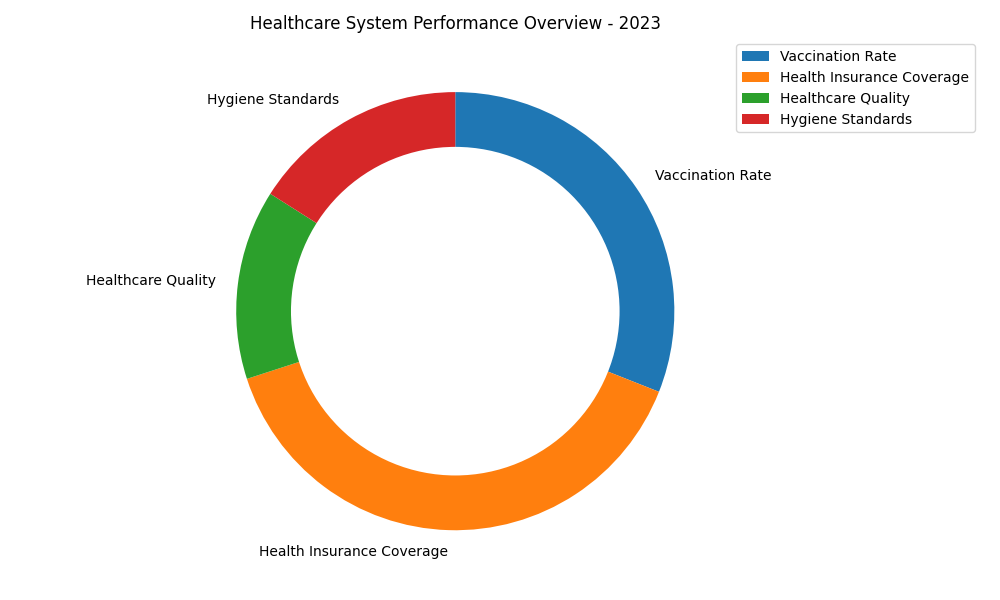 Healthcare System Performance Overview - 2023
Vaccination Rate
Health Insurance Coverage
Healthcare Quality
Hygiene Standards
Hygiene Standards
Vaccination Rate
Healthcare Quality
Health Insurance Coverage